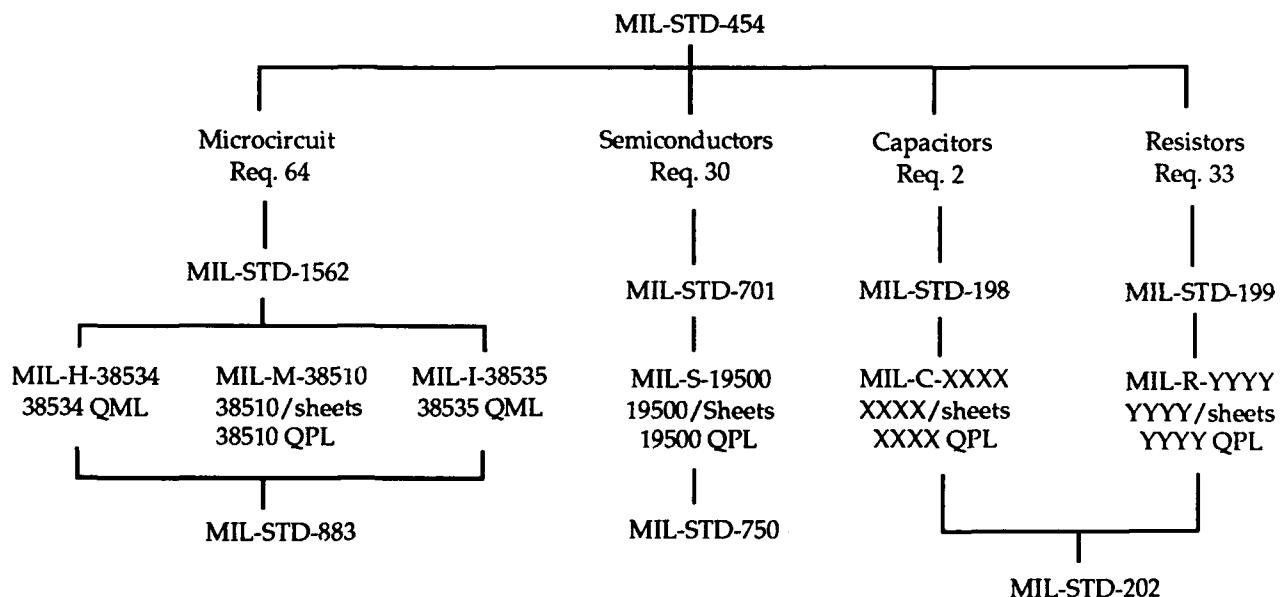 MIL-STD-454
Microcircuit
Req. 64
Semiconductors
Req. 30
Capacitors
Req. 2
Resistors
Req. 33
MIL-STD-1562
MIL-STD-701
MIL-STD-198
MIL-STD-199
MIL-H-38534
38534 QML
MIL-M-38510
38510/sheets
38510 QPL
MIL-I-38535
38535 QML
MIL-S-19500
19500/Sheets
19500 QPL
MIL-C-XXXX
XXXX/sheets
XXXX QPL
MIL-R-YYYY
YYYY/sheets
YYYY QPL
MIL-STD-883
MIL-STD-750
MIL-STD-202